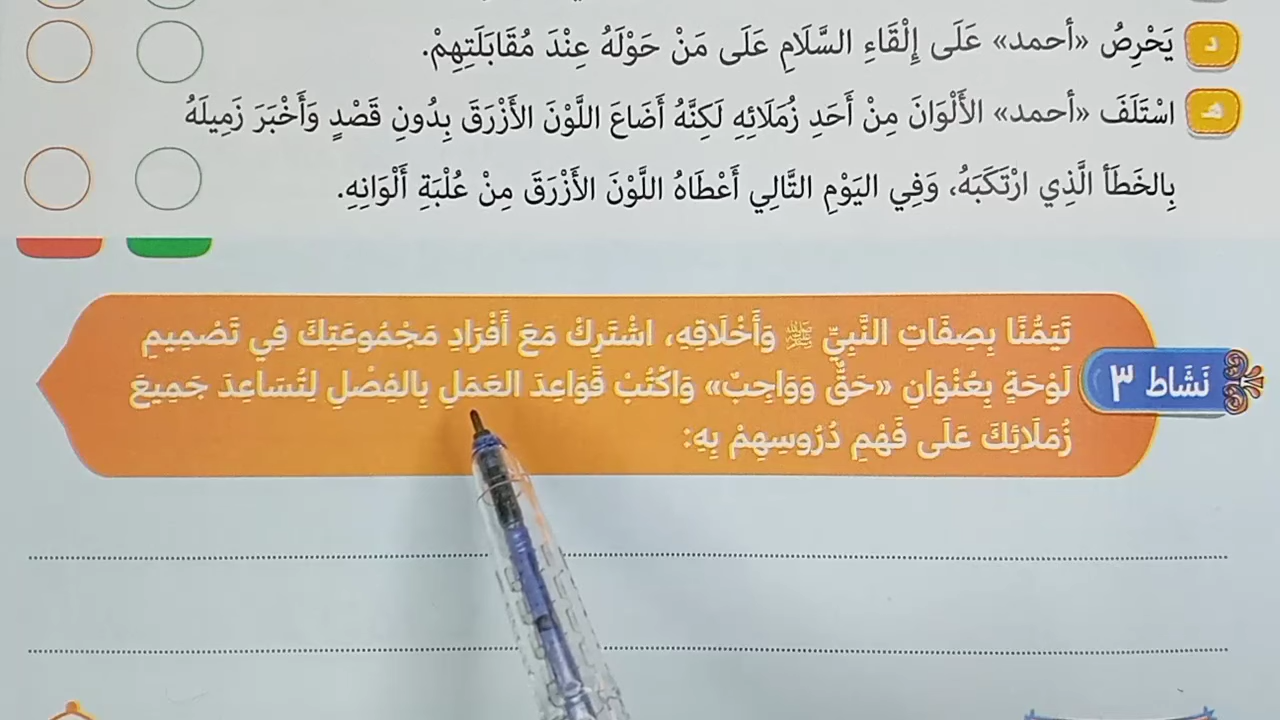 د يَحْرِصُ «أحمد» عَلَى إِلْقَاءِ السَّلَامِ عَلَى مَنْ حَوْلَهُ عِنْدَ مُقَابَلَتِهِمْ.
هـ اسْتَلَفَ «أحمد» الأَلْوَانَ مِنْ أَحَدِ زُمَلَائِهِ لَكِنَّهُ أَضَاعَ اللَّوْنَ الأَزْرَقَ بِدُونِ قَصْدٍ وَأَخْبَرَ زَمِيلَهُ
بِالخَطَأ الَّذِي ارْتَكَبَهُ، وَفِي اليَوْمِ التَّالِي أَعْطَاهُ اللَّوْنَ الأَزْرَقَ مِنْ عُلْبَةِ أَلْوَانِهِ.
نَشَاط ٣
تَيَمُّنًا بِصِفَاتِ النَّبِيِّ ﷺ وَأَخْلَاقِهِ، اشْتَرِكْ مَعَ أَفْرَادِ مَجْمُوعَتِكَ فِي تَصْمِيمِ
لَوْحَةٍ بِعُنْوَانِ «حَقٌّ وَوَاجِبٌ» وَاكْتُبْ قَوَاعِدَ العَمَلِ بِالفِصْلِ لِتُسَاعِدَ جَمِيعَ
زُمَلَائِكَ عَلَى فَهْمِ دُرُوسِهِمْ بِهِ: